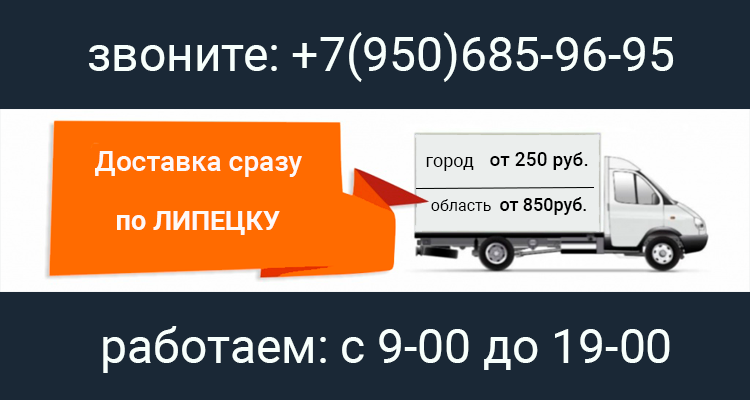 звоните: +7(950)685-96-95
Доставка сразу
по ЛИПЕЦКУ
город от 250 руб.
область от 850руб.
работаем: с 9-00 до 19-00